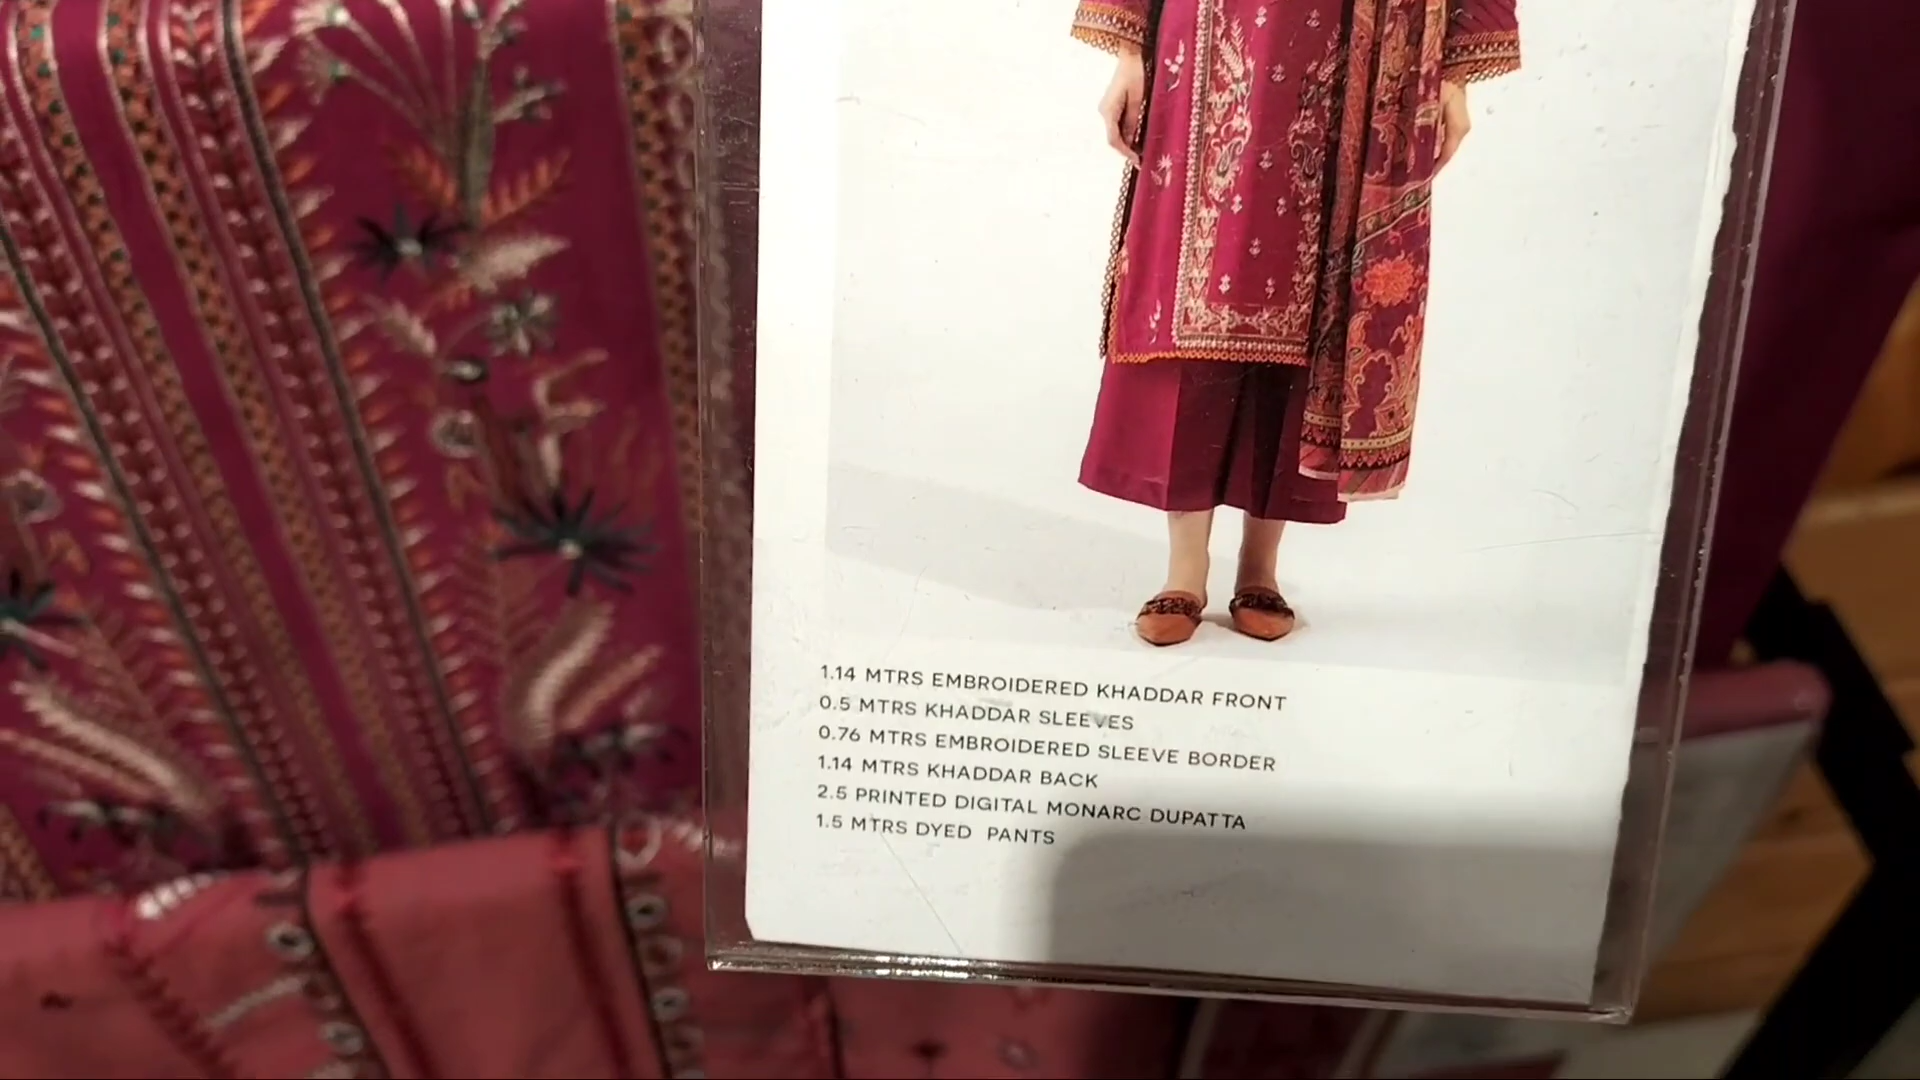 1.14 MTRS EMBROIDERED KHADDAR FRONT
0.5 MTRS KHADDAR SLEEVES
0.76 MTRS EMBROIDERED SLEEVE BORDER
1.14 MTRS KHADDAR BACK
2.5 PRINTED DIGITAL MONARC DUPATTA
1.5 MTRS DYED PANTS